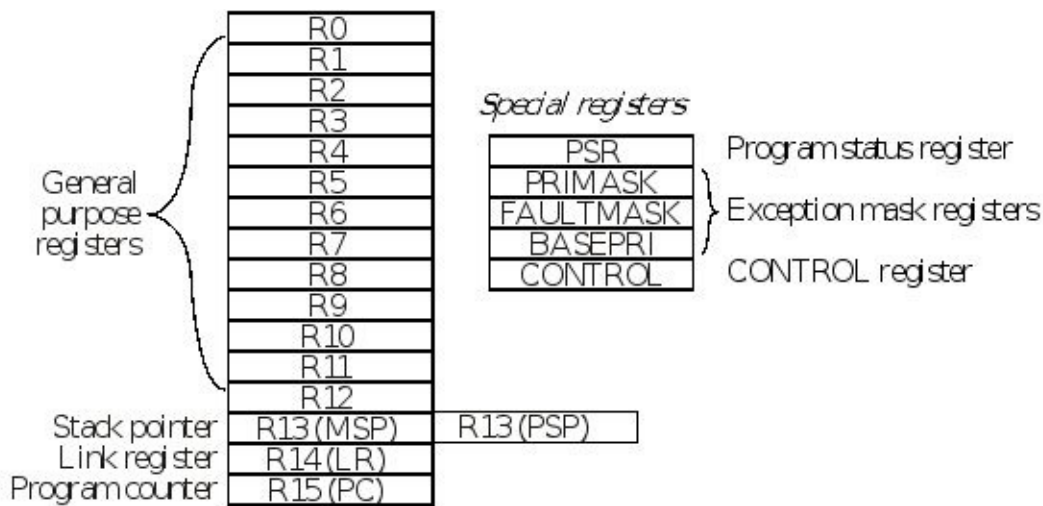 R0
R1
R2
R3
R4
R5
R6
R7
R8
R9
R10
R11
R12
General
purpose
registers
Stack pointer R13 (MSP) R13 (PSP)
Link register R14 (LR)
Program counter R15 (PC)
Special registers
PSR Program status register
PRIMASK
FAULTMASK Exception mask registers
BASEPRI
CONTROL CONTROL register